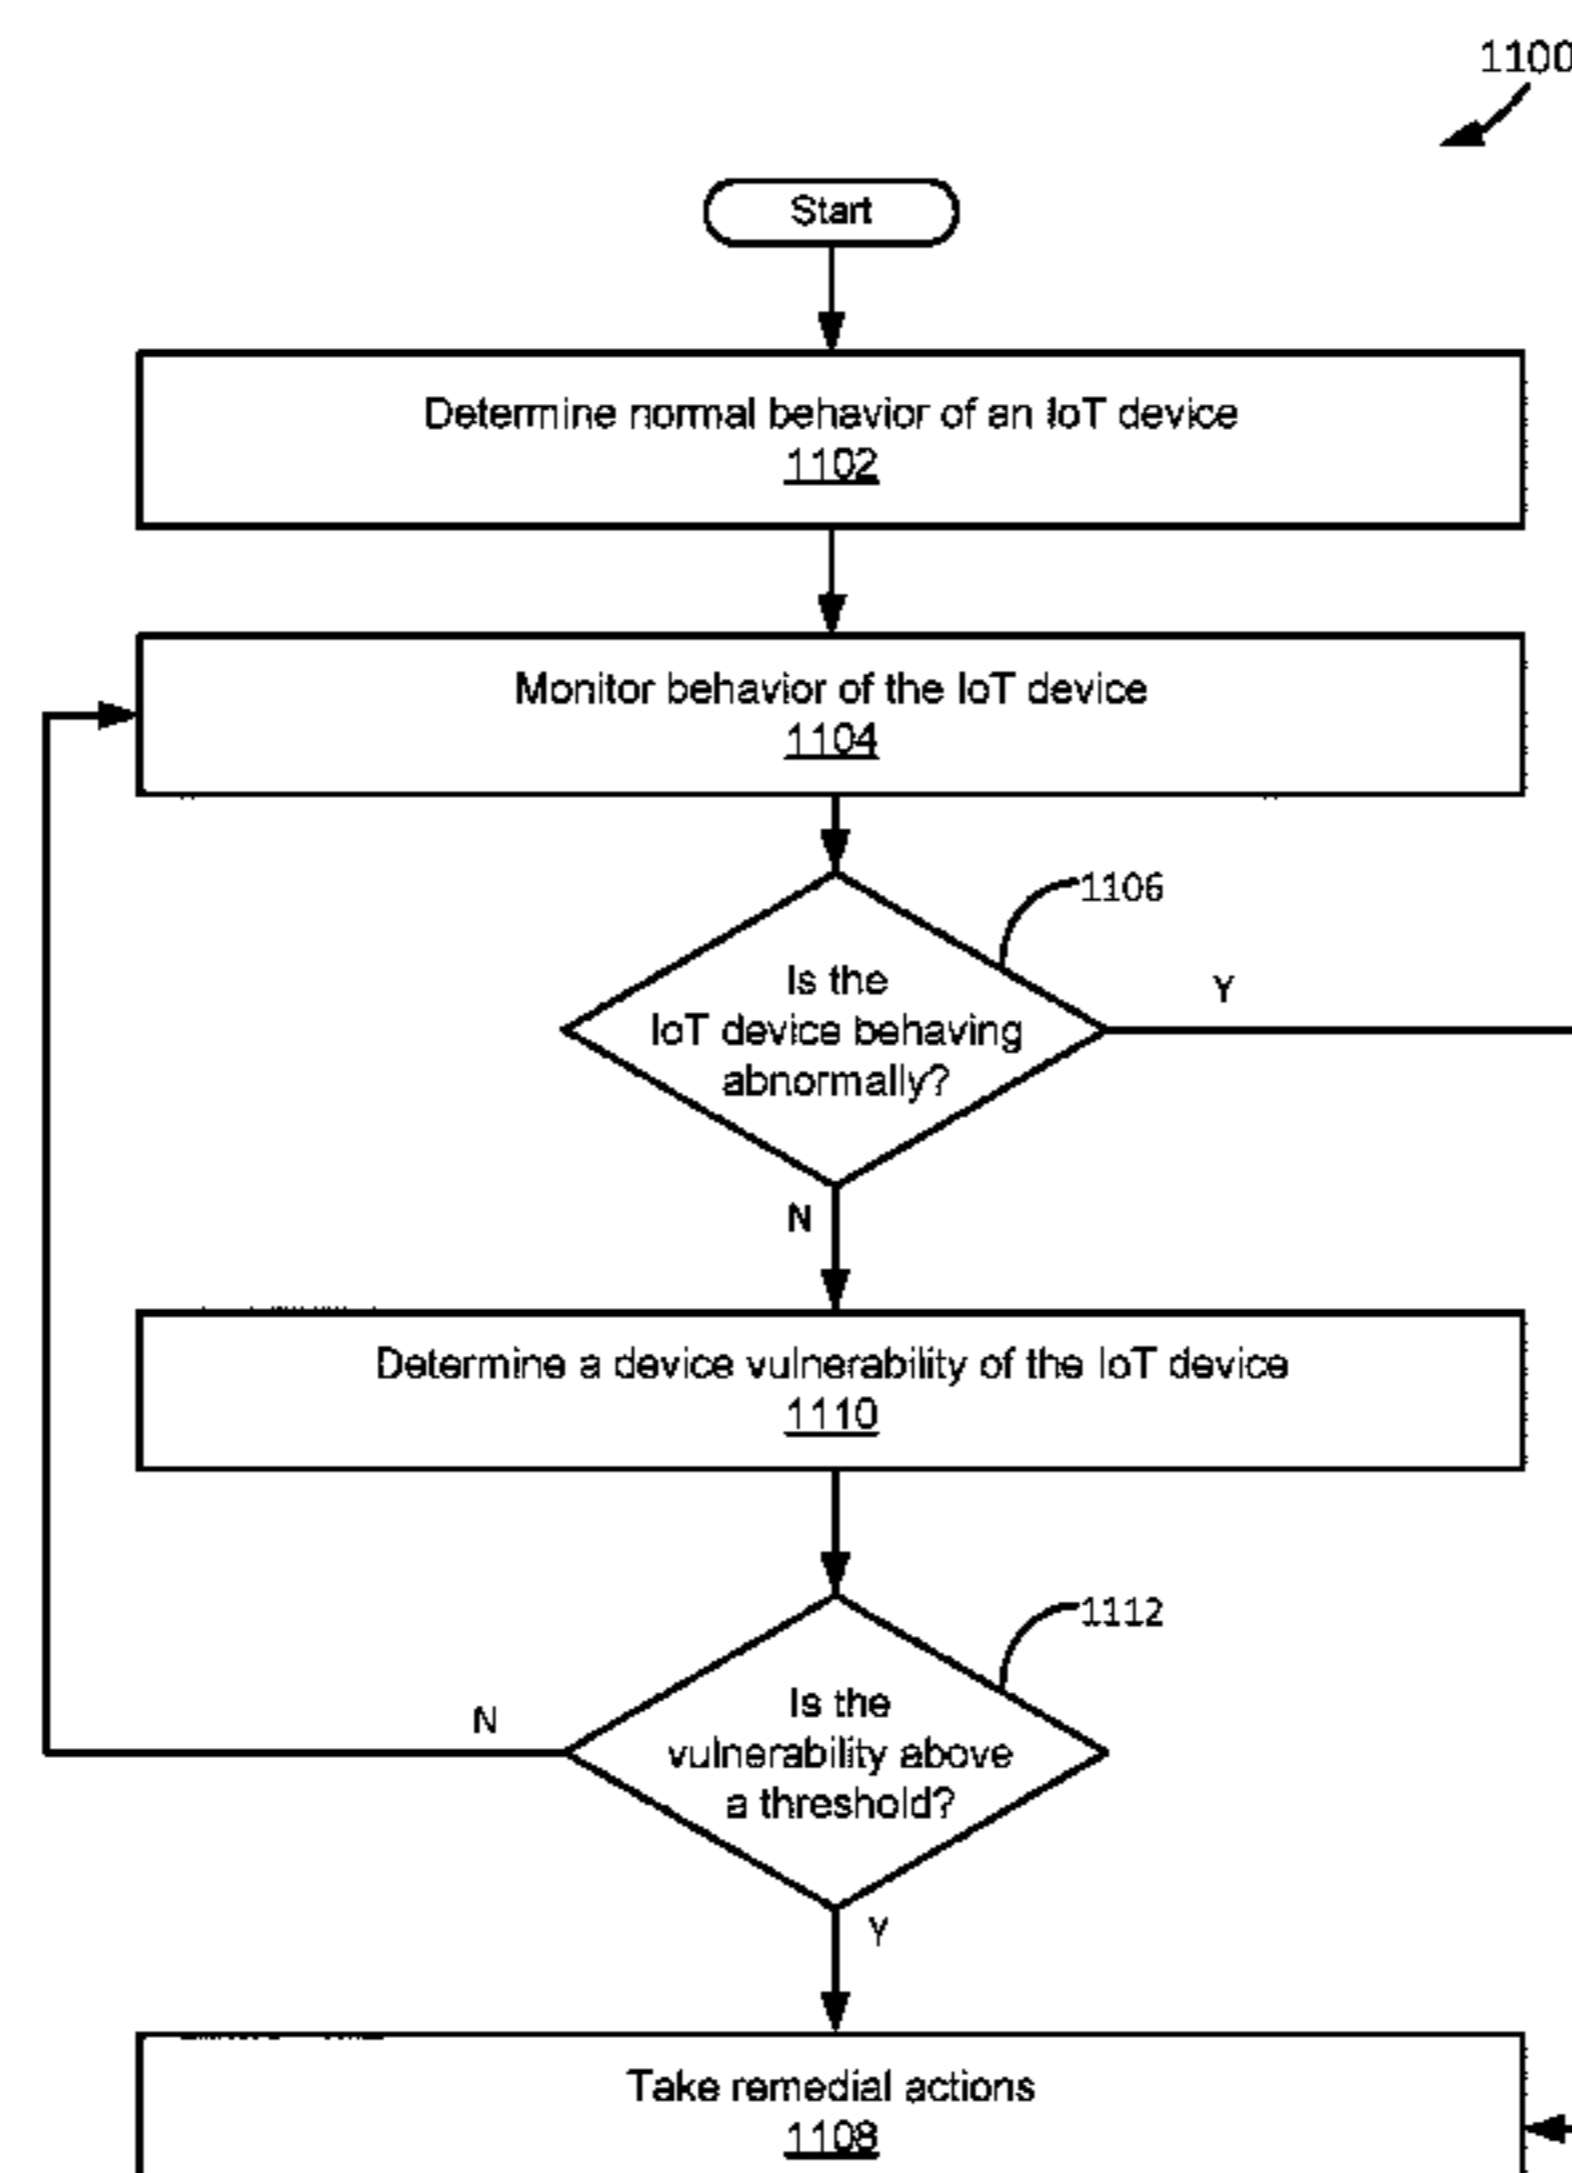 1100
Start
Determine normal behavior of an IoT device
1102
Monitor behavior of the IoT device
1104
1106
Is the
IoT device behaving
abnormally?
Y
N
Determine a device vulnerability of the IoT device
1110
1112
Is the
vulnerability above
a threshold?
N
Y
Take remedial actions
1108